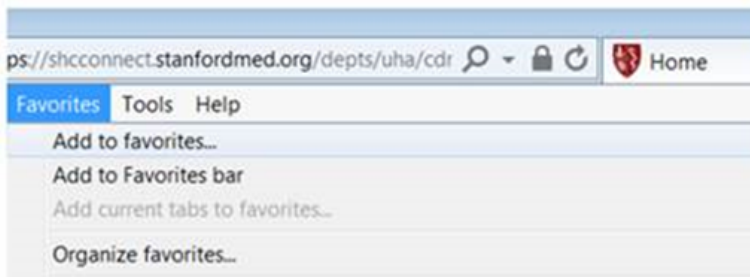 ps://shcconnect.stanfordmed.org/depts/uha/cdr Home
Favorites Tools Help
Add to favorites...
Add to Favorites bar
Add current tabs to favorites...
Organize favorites...